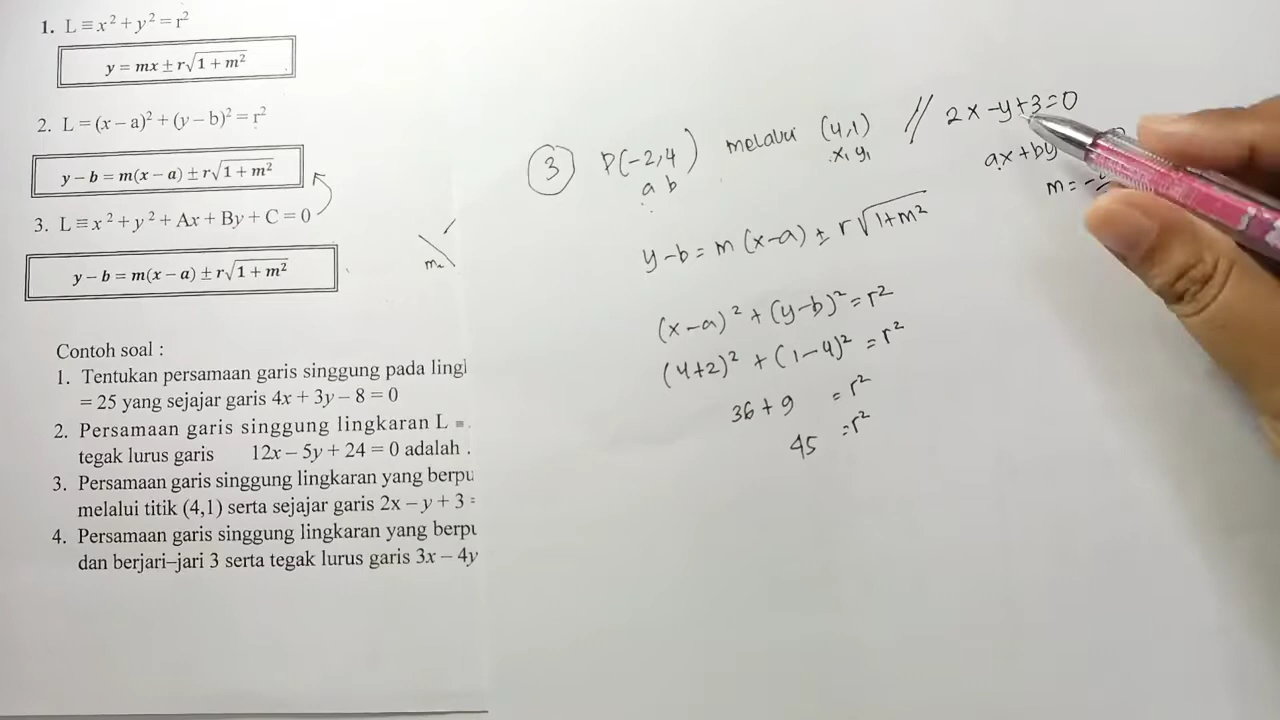 1. L ≡ x² + y² = r²
y = mx ± r√1 + m²
2. L = (x – a)² + (y – b)² = r²
y – b = m(x – a) ± r√1 + m²
3. L ≡ x² + y² + Ax + By + C = 0
y – b = m(x – a) ± r√1 + m²
Contoh soal :
1. Tentukan persamaan garis singgung pada
= 25 yang sejajar garis 4x + 3y – 8 = 0
2. Persamaan garis singgung lingkaran L =
tegak lurus garis 12x – 5y + 24 = 0 adalah .
3. Persamaan garis singgung lingkaran yang
melalui titik (4,1) serta sejajar garis 2x – y + 3 =
4. Persamaan garis singgung lingkaran yang
dan berjari–jari 3 serta tegak lurus garis 3x – 4y
3 P(-2,4) melalui (4,1) // 2x - y + 3 = 0
a b x₁ y₁ ax + by
m = -
y - b = m (x - a) ± r√1 + m²
(x - a)² + (y - b)² = r²
(4+2)² + (1-4)² = r²
36 + 9 = r²
45 = r²